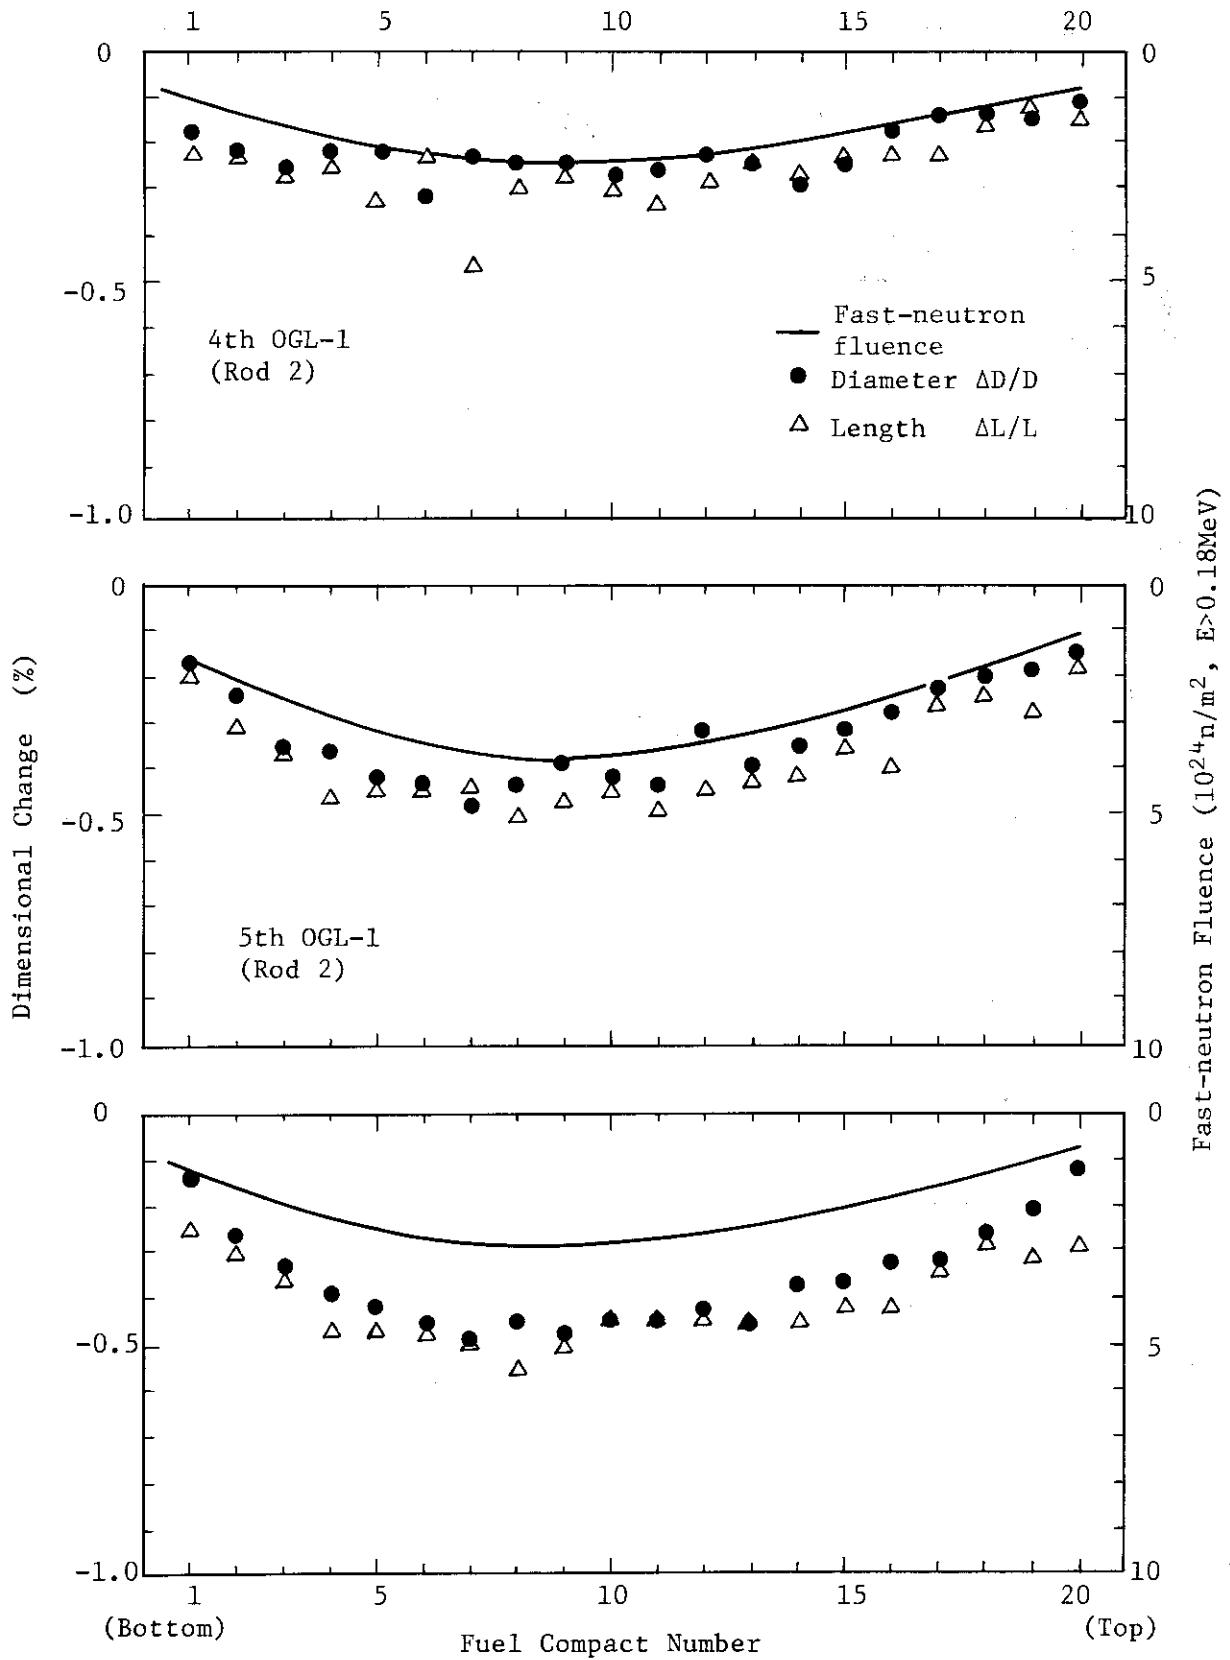 1 5 10 15 20
0 0
-0.5 5
4th OGL-1
(Rod 2)
Fast-neutron
fluence
Diameter ΔD/D
Length ΔL/L
-1.0 10
0 0
-0.5 5
5th OGL-1
(Rod 2)
-1.0 10
0 0
-0.5 5
-1.0 10
1 5 10 15 20
(Bottom) (Top)
Fuel Compact Number
Dimensional Change (%)
Fast-neutron Fluence (10²⁴n/m², E>0.18MeV)